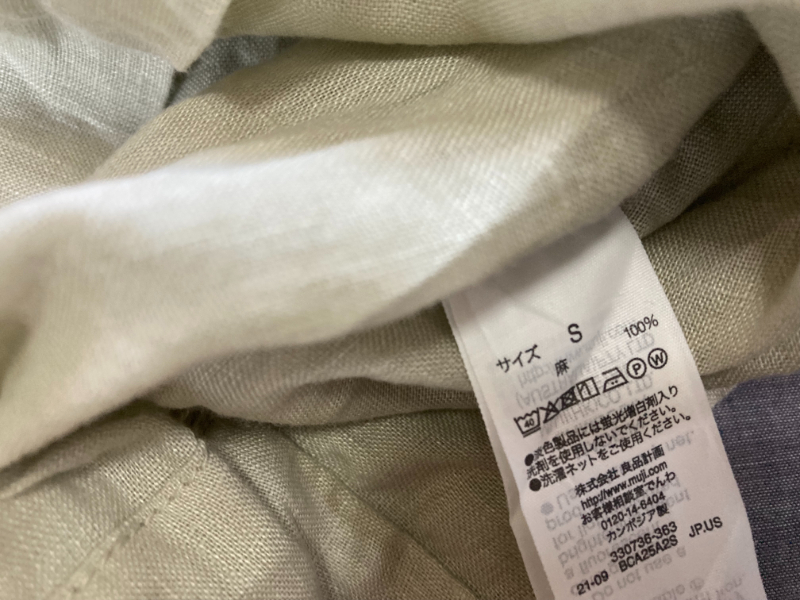 サイズ S
麻 100%
40 P W
●淡色製品には蛍光増白剤入り
洗剤を使用しないでください。
●洗濯ネットをご使用ください。
株式会社 良品計画
http://www.muji.com
お客様相談室でんわ
0120-14-6404
カンボジア製
330736-363
21-09 BCA25A2S JP.US